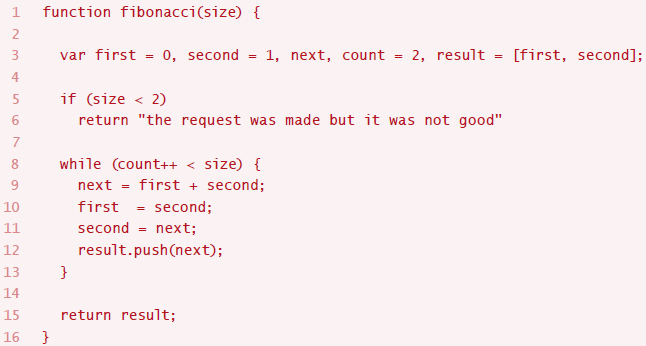 1 function fibonacci(size) {
2
3 var first = 0, second = 1, next, count = 2, result = [first, second];
4
5 if (size < 2)
6 return "the request was made but it was not good"
7
8 while (count++ < size) {
9 next = first + second;
10 first  = second;
11 second = next;
12 result.push(next);
13 }
14
15 return result;
16 }